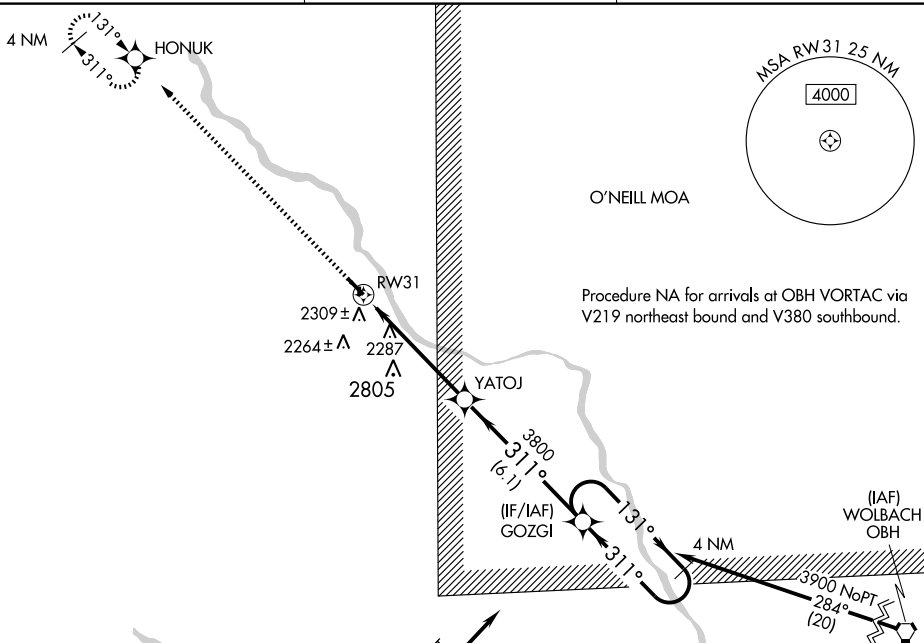 4 NM
131°
311°
HONUK
MSA RW31 25 NM
4000
O'NEILL MOA
RW31
2309 ±
2264 ±
2287
2805
Procedure NA for arrivals at OBH VORTAC via
V219 northeast bound and V380 southbound.
YATOJ
3800
311°
(6.1)
(IF/IAF)
GOZGI
131°
311°
4 NM
(IAF)
WOLBACH
OBH
3900 NoPT
284°
(20)